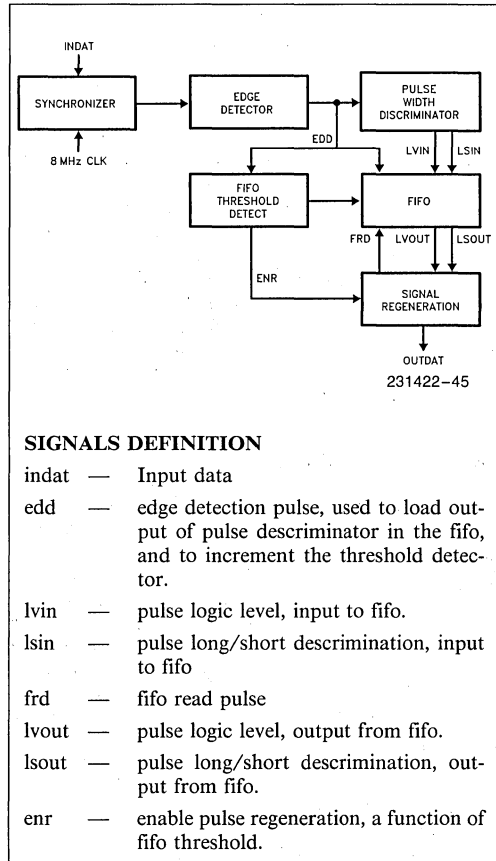 INDAT
SYNCHRONIZER
8 MHz CLK
EDGE
DETECTOR
PULSE
WIDTH
DISCRIMINATOR
EDD
LVIN
LSIN
FIFO
THRESHOLD
DETECT
FIFO
FRD
LVOUT
LSOUT
ENR
SIGNAL
REGENERATION
OUTDAT
231422-45
SIGNALS DEFINITION
indat — Input data
edd — edge detection pulse, used to load out-
put of pulse descriminator in the fifo,
and to increment the threshold detec-
tor.
lvin — pulse logic level, input to fifo.
lsin — pulse long/short descrimination, input
to fifo
frd — fifo read pulse
lvout — pulse logic level, output from fifo.
lsout — pulse long/short descrimination, out-
put from fifo.
enr — enable pulse regeneration, a function of
fifo threshold.